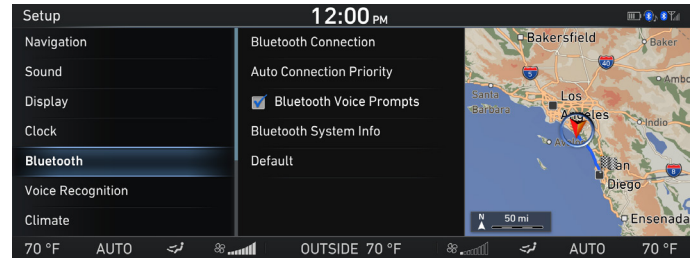 Setup
12:00 PM
Navigation
Sound
Display
Clock
Bluetooth
Voice Recognition
Climate
Bluetooth Connection
Auto Connection Priority
Bluetooth Voice Prompts
Bluetooth System Info
Default
Bakersfield
Baker
5
40
Santa
Barbara
Los
Angeles
Indio
San
Diego
8
N 50 mi
Ensenada
70 °F AUTO OUTSIDE 70 °F AUTO 70 °F